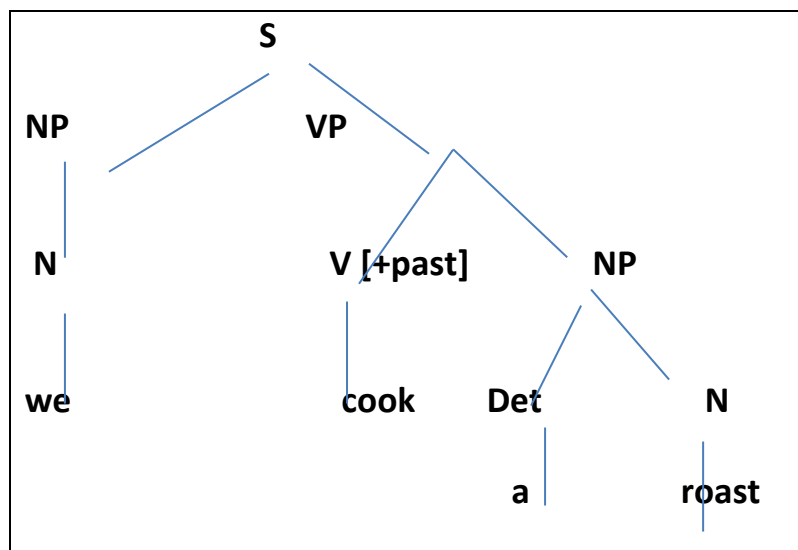 S
NP VP
N V [+past] NP
we cook Det N
a roast